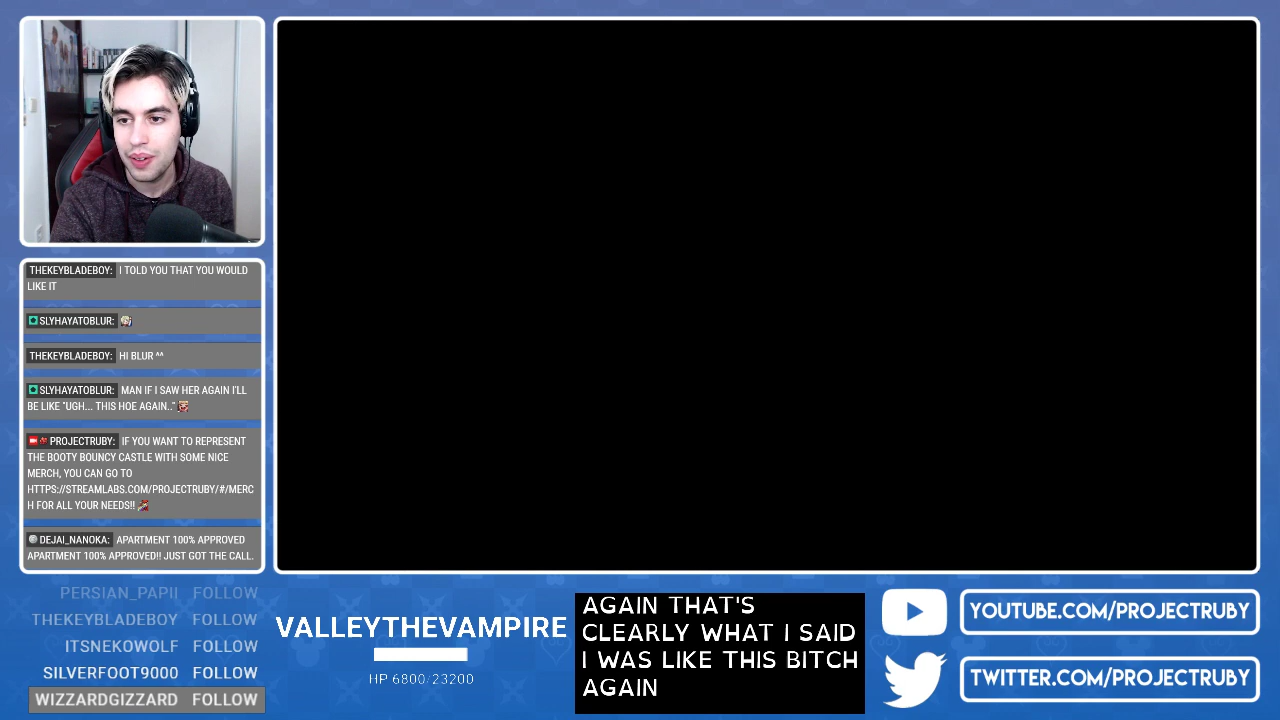 THEKEYBLADEBOY: I TOLD YOU THAT YOU WOULD
LIKE IT
SLYHAYATOBLUR:
THEKEYBLADEBOY: HI BLUR ^^
SLYHAYATOBLUR: MAN IF I SAW HER AGAIN I'LL
BE LIKE "UGH... THIS HOE AGAIN.."
PROJECTRUBY: IF YOU WANT TO REPRESENT
THE BOOTY BOUNCY CASTLE WITH SOME NICE
MERCH, YOU CAN GO TO
HTTPS://STREAMLABS.COM/PROJECTRUBY/#/MERC
H FOR ALL YOUR NEEDS!!
DEJAI_NANOKA: APARTMENT 100% APPROVED
APARTMENT 100% APPROVED!! JUST GOT THE CALL.
PERSIAN_PAPII FOLLOW
THEKEYBLADEBOY FOLLOW
ITSNEKOWOLF FOLLOW
SILVERFOOT9000 FOLLOW
WIZZARDGIZZARD FOLLOW
VALLEYTHEVAMPIRE
HP 6800/23200
AGAIN THAT'S
CLEARLY WHAT I SAID
I WAS LIKE THIS BITCH
AGAIN
YOUTUBE.COM/PROJECTRUBY
TWITTER.COM/PROJECTRUBY